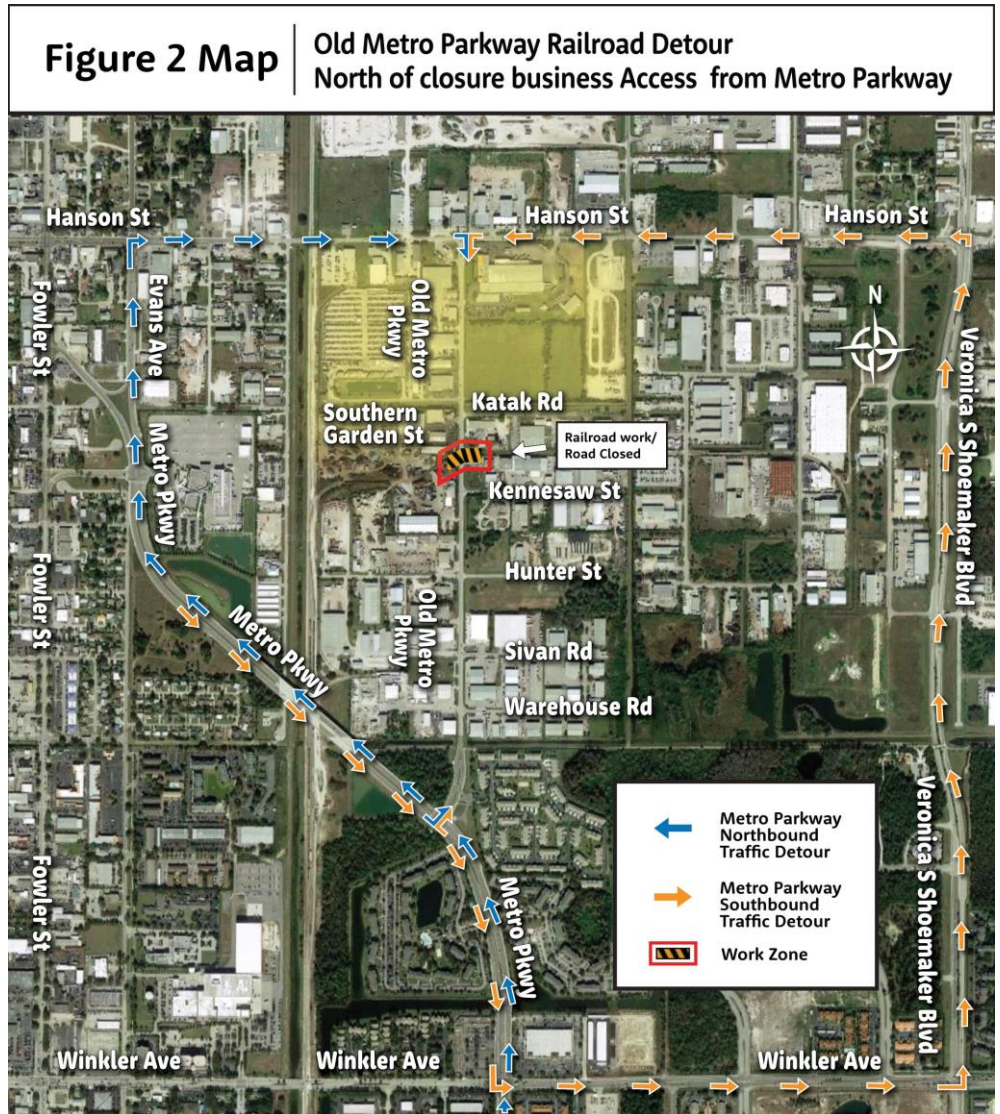 Figure 2 Map
Old Metro Parkway Railroad Detour
North of closure business Access from Metro Parkway
Hanson St
Hanson St
Hanson St
Fowler St
Evans Ave
Old Metro
Pkwy
N
Veronica S Shoemaker Blvd
Metro Pkwy
Southern
Garden St
Katak Rd
Railroad work/
Road Closed
Kennesaw St
Fowler St
Hunter St
Metro Pkwy
Old Metro
Pkwy
Sivan Rd
Warehouse Rd
Fowler St
Metro Pkwy
Metro Parkway
Northbound
Traffic Detour
Metro Parkway
Southbound
Traffic Detour
Work Zone
Veronica S Shoemaker Blvd
Winkler Ave
Winkler Ave
Winkler Ave